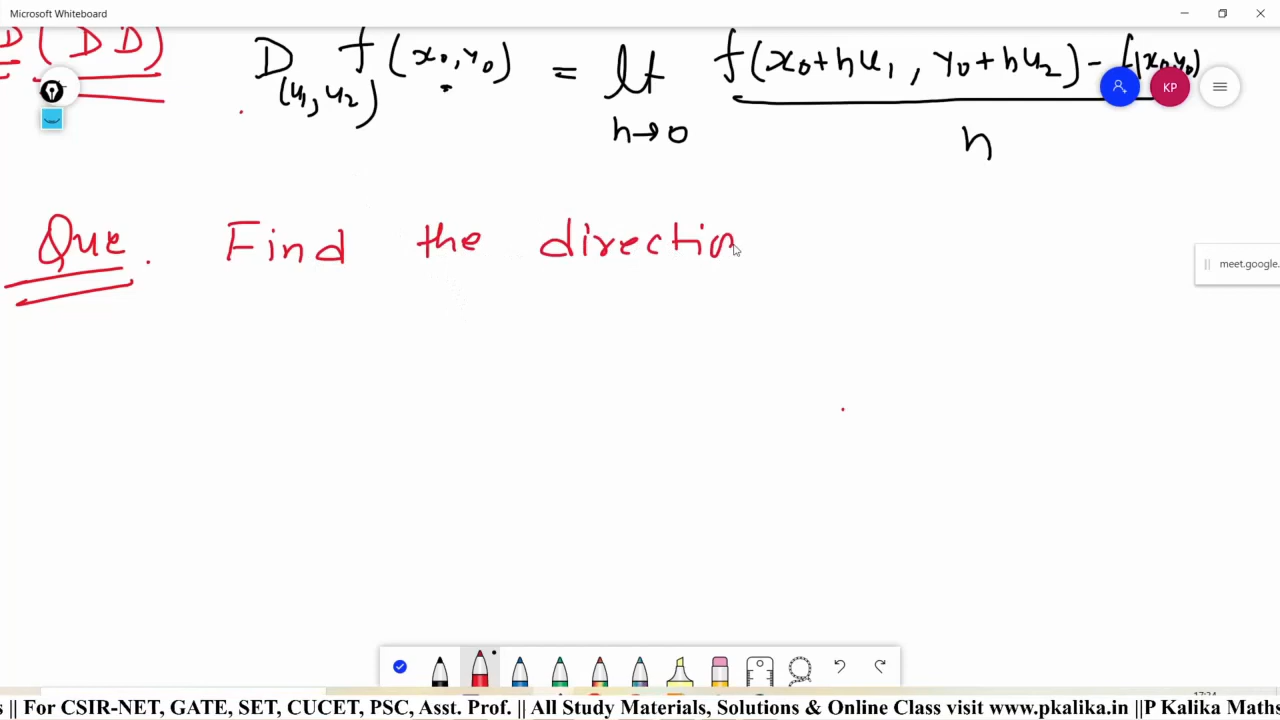 Microsoft Whiteboard
D (DD) D f(x₀,y₀) = lt f(x₀+hu₁, y₀+hu₂) - f(x₀,y₀)
(u₁, u₂) h→0 h
KP
Que. Find the directio
meet.google.
s || For CSIR-NET, GATE, SET, CUCET, PSC, Asst. Prof. || All Study Materials, Solutions & Online Class visit www.pkalika.in ||P Kalika Maths